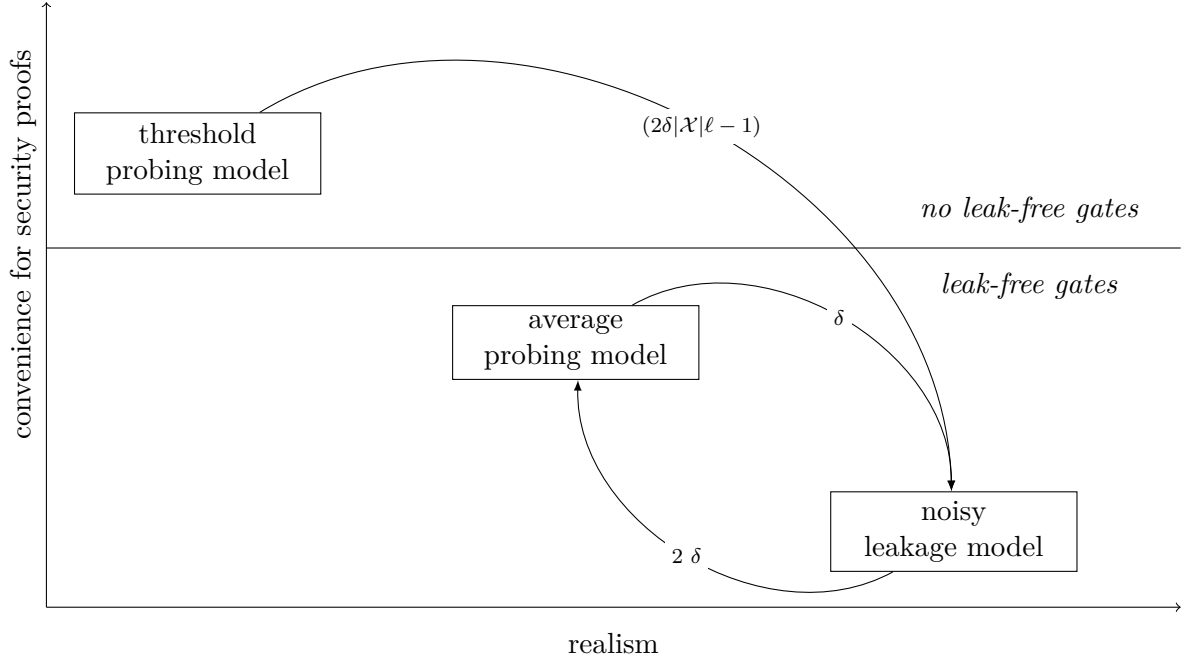 convenience for security proofs
threshold
probing model
(2δ|𝒳|ℓ − 1)
no leak-free gates
leak-free gates
average
probing model
δ
noisy
leakage model
2 δ
realism